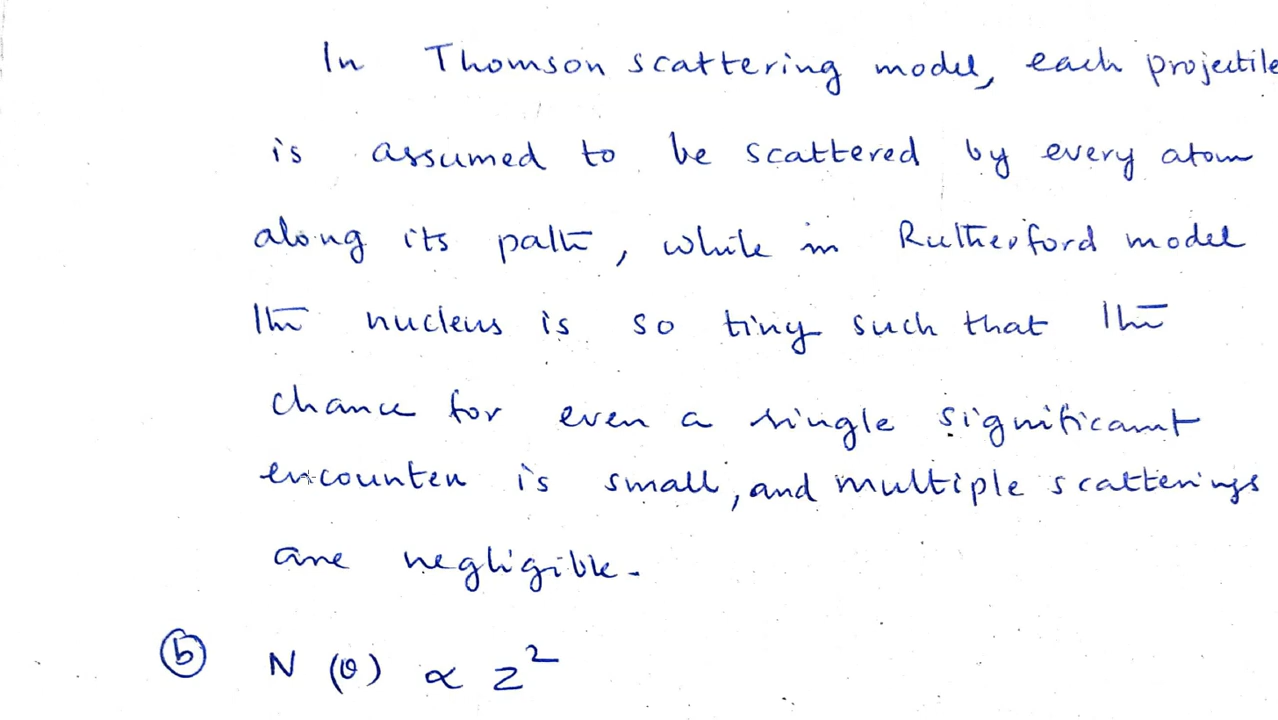 In Thomson scattering model, each projectile
is assumed to be scattered by every atom
along its path, while in Rutherford model
the nucleus is so tiny such that the
chance for even a single significant
encounter is small, and multiple scatterings
are negligible.
(b) N (θ) ∝ Z²